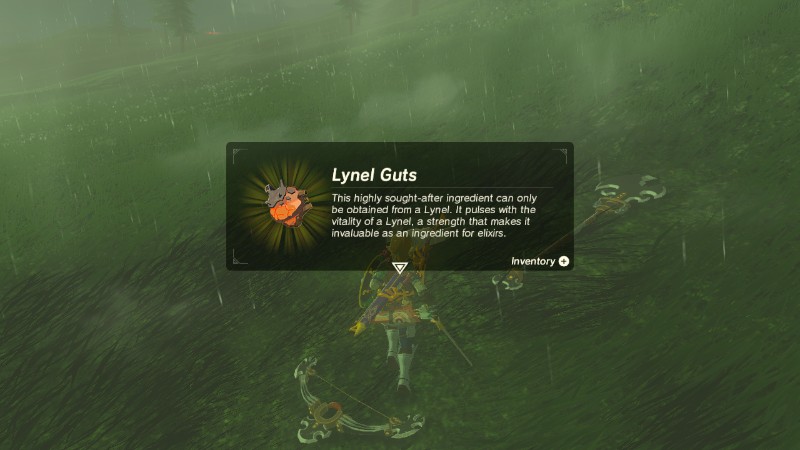 Lynel Guts
This highly sought-after ingredient can only
be obtained from a Lynel. It pulses with the
vitality of a Lynel, a strength that makes it
invaluable as an ingredient for elixirs.
Inventory +